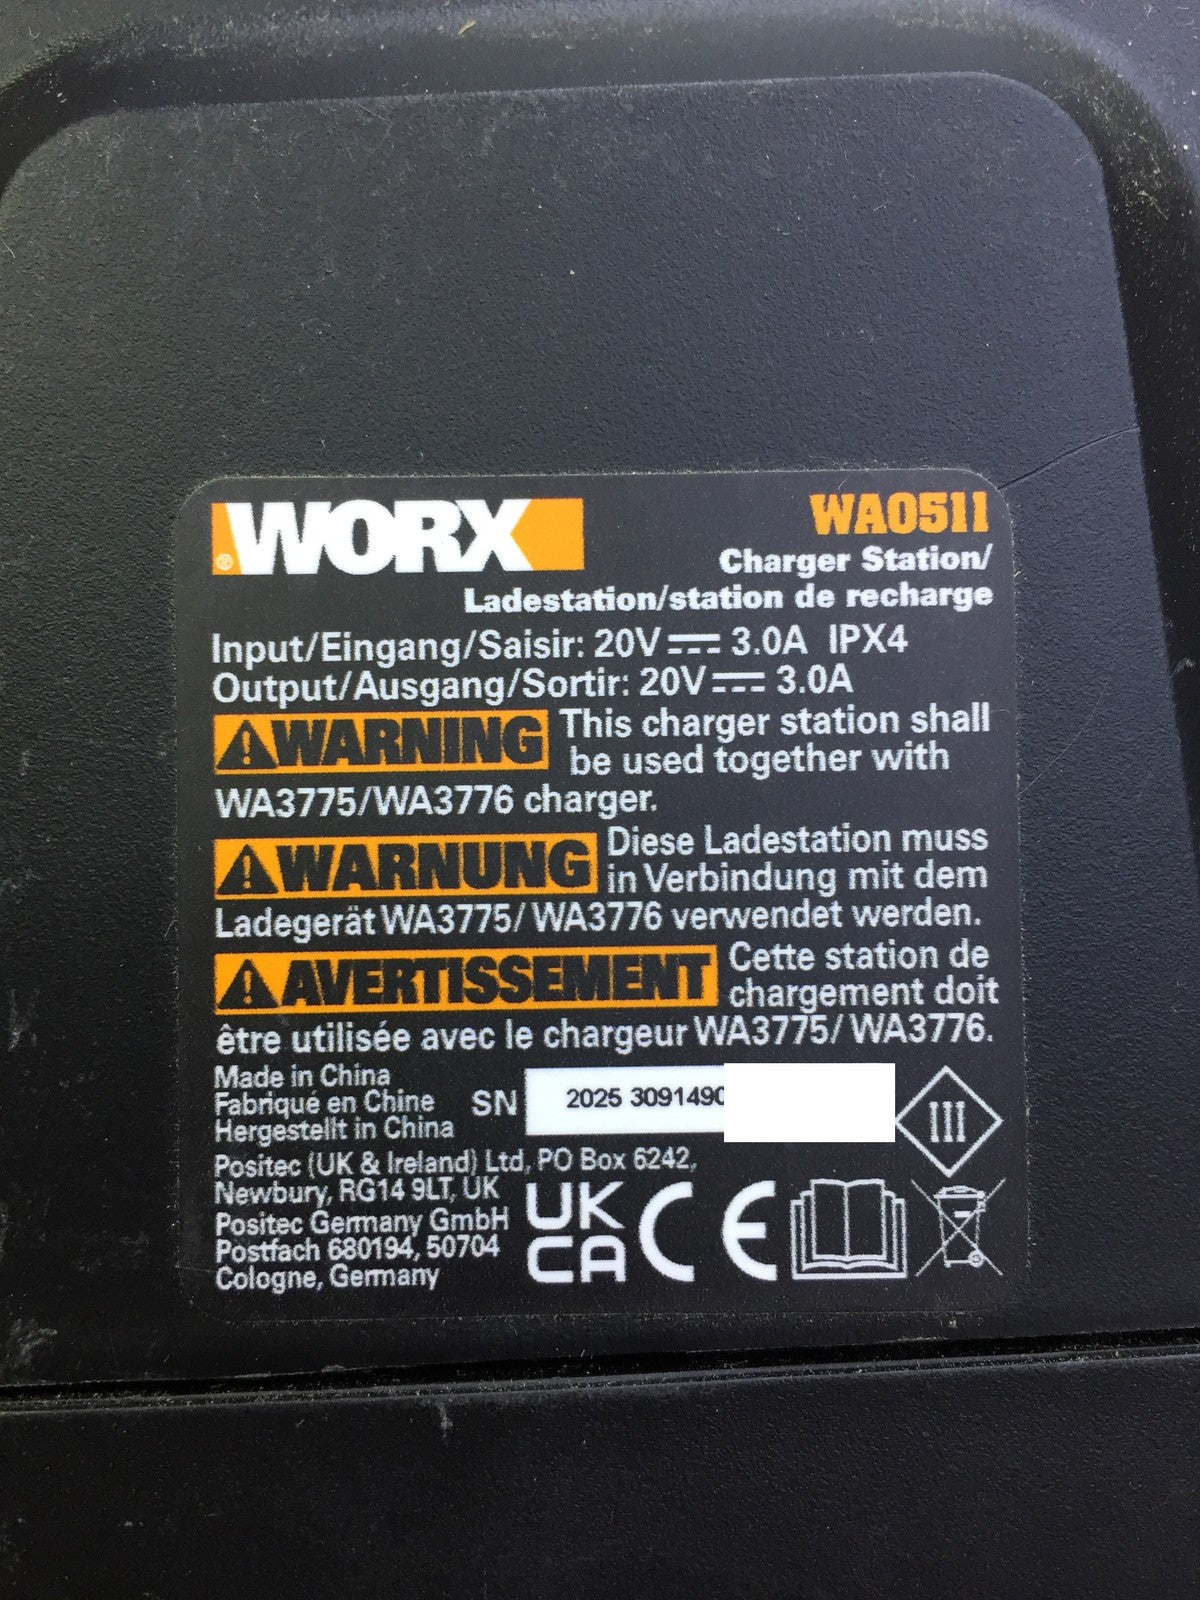 WORX ®
WA0511
Charger Station/
Ladestation/station de recharge
Input/Eingang/Saisir: 20V⎓3.0A IPX4
Output/Ausgang/Sortir: 20V⎓3.0A
⚠WARNING This charger station shall
be used together with
WA3775/WA3776 charger.
⚠WARNUNG Diese Ladestation muss
in Verbindung mit dem
Ladegerät WA3775/ WA3776 verwendet werden.
⚠AVERTISSEMENT Cette station de
chargement doit
être utilisée avec le chargeur WA3775/ WA3776.
Made in China
Fabriqué en Chine
Hergestellt in China
SN 2025 3091490
III
Positec (UK & Ireland) Ltd, PO Box 6242,
Newbury, RG14 9LT, UK
Positec Germany GmbH
Postfach 680194, 50704
Cologne, Germany
UK
CA
CE